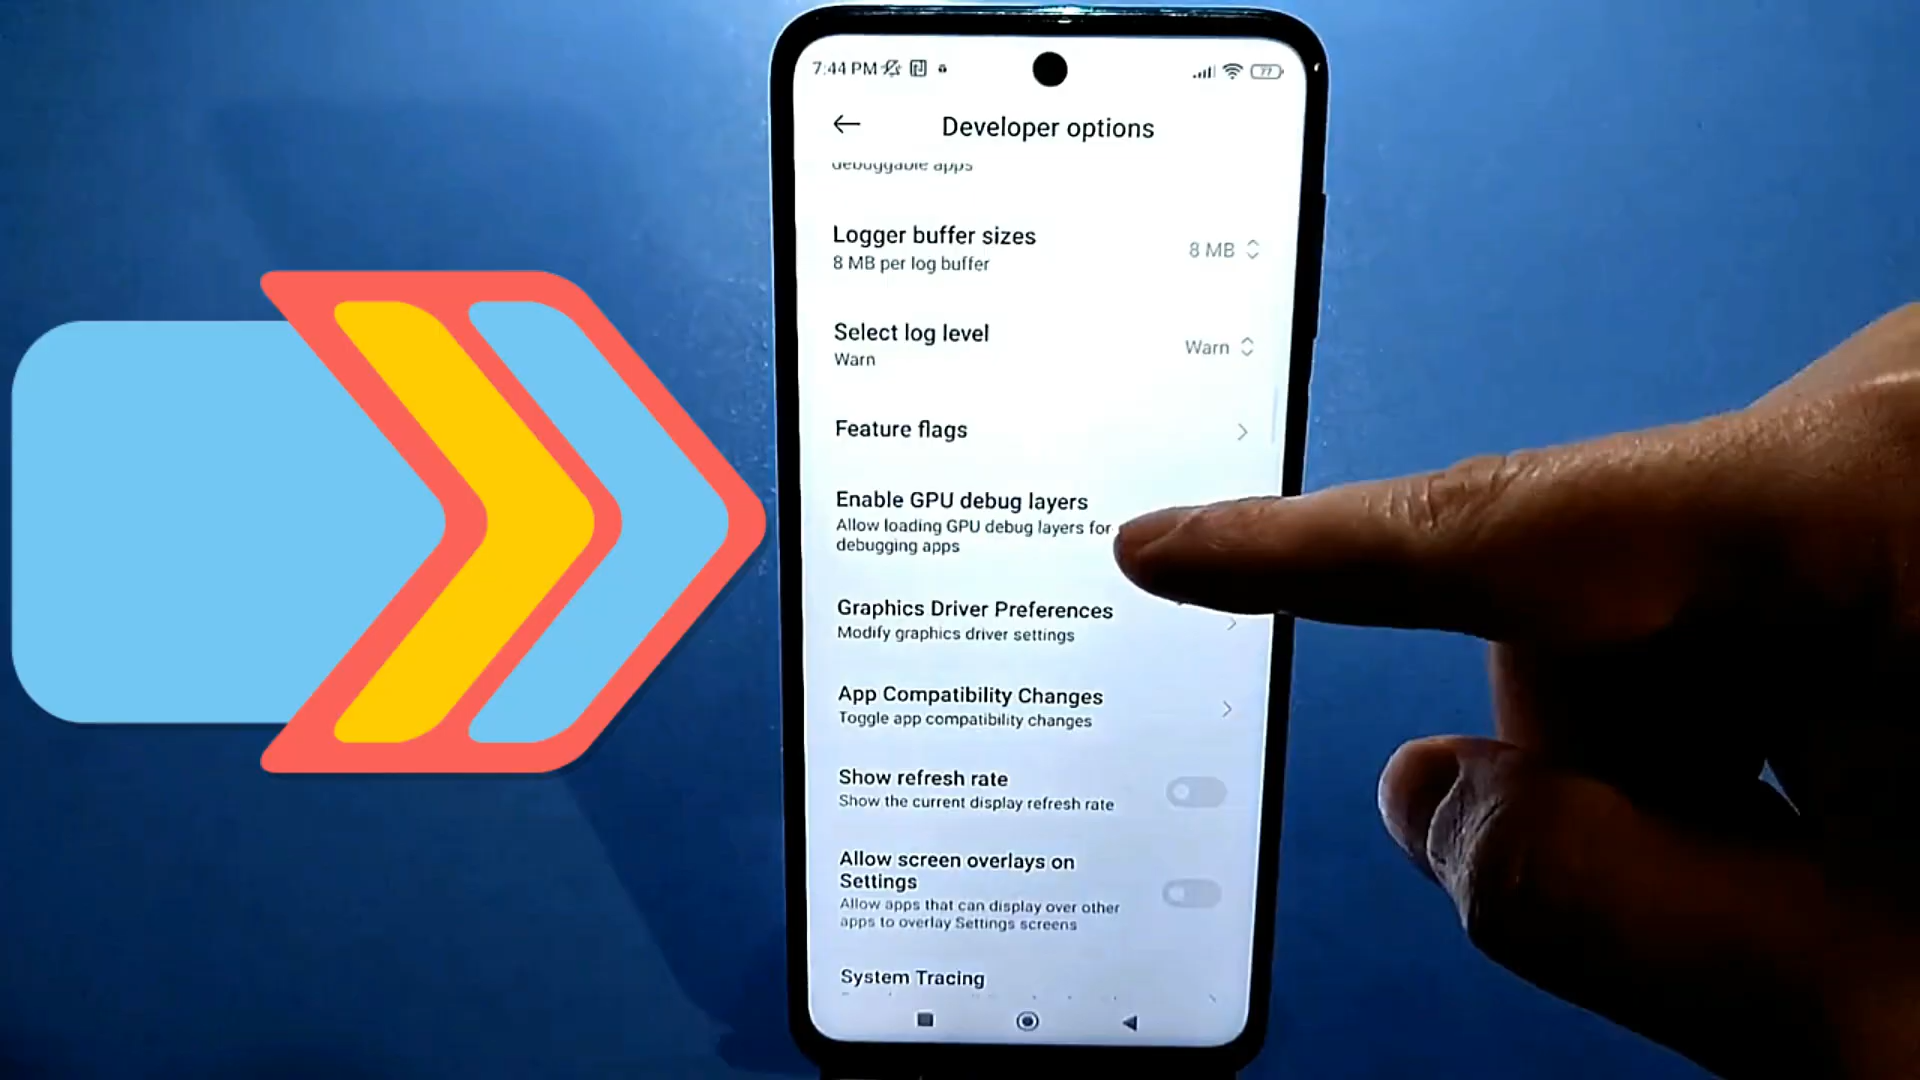 7:44 PM
77
Developer options
debuggable apps
Logger buffer sizes
8 MB per log buffer
8 MB
Select log level
Warn
Warn
Feature flags
Enable GPU debug layers
Allow loading GPU debug layers for
debugging apps
Graphics Driver Preferences
Modify graphics driver settings
App Compatibility Changes
Toggle app compatibility changes
Show refresh rate
Show the current display refresh rate
Allow screen overlays on
Settings
Allow apps that can display over other
apps to overlay Settings screens
System Tracing